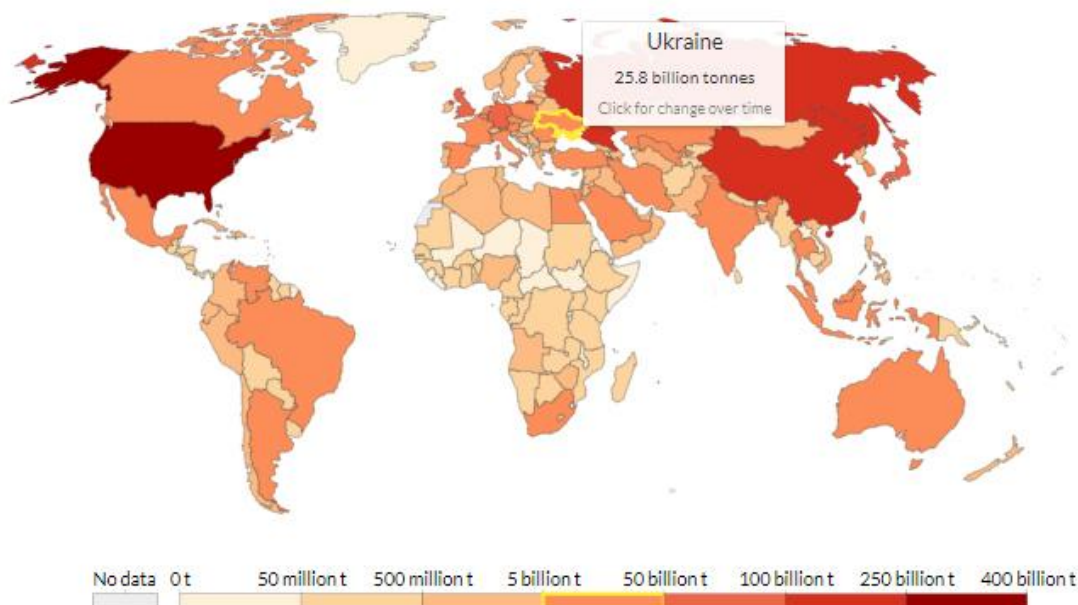 Ukraine
25.8 billion tonnes
Click for change over time
No data 0 t 50 million t 500 million t 5 billion t 50 billion t 100 billion t 250 billion t 400 billion t